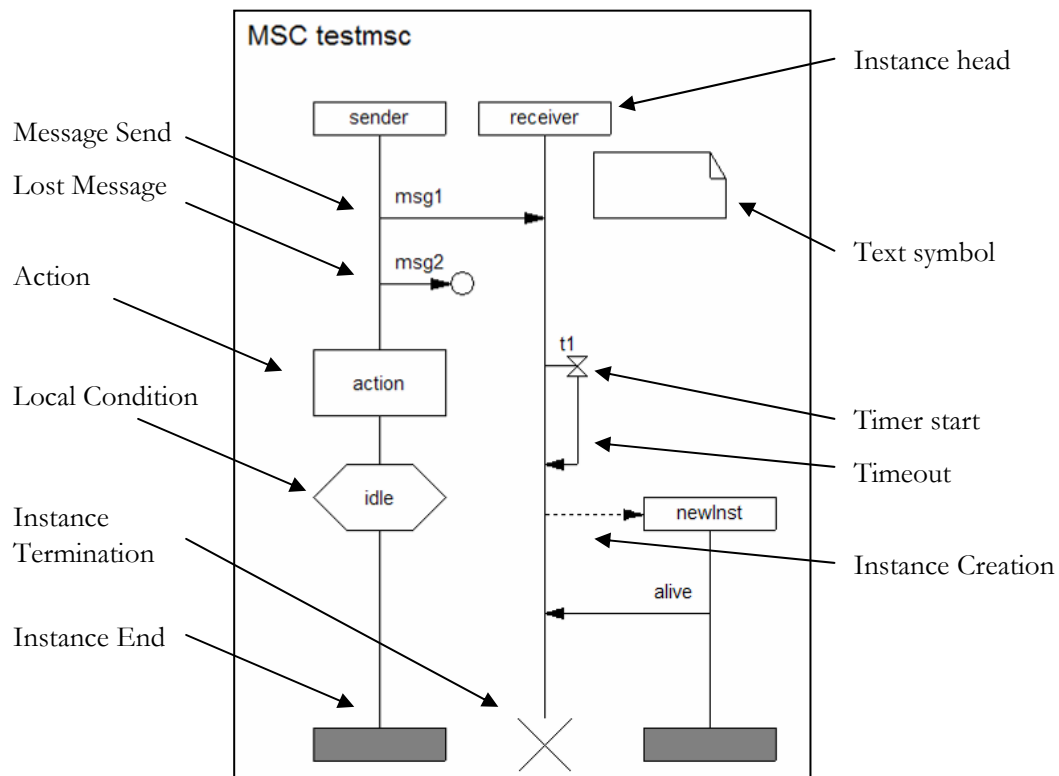 MSC testmsc
Instance head
sender
receiver
Message Send
Lost Message
msg1
Text symbol
msg2
Action
t1
action
Local Condition
Timer start
Timeout
idle
Instance
Termination
newInst
Instance Creation
alive
Instance End